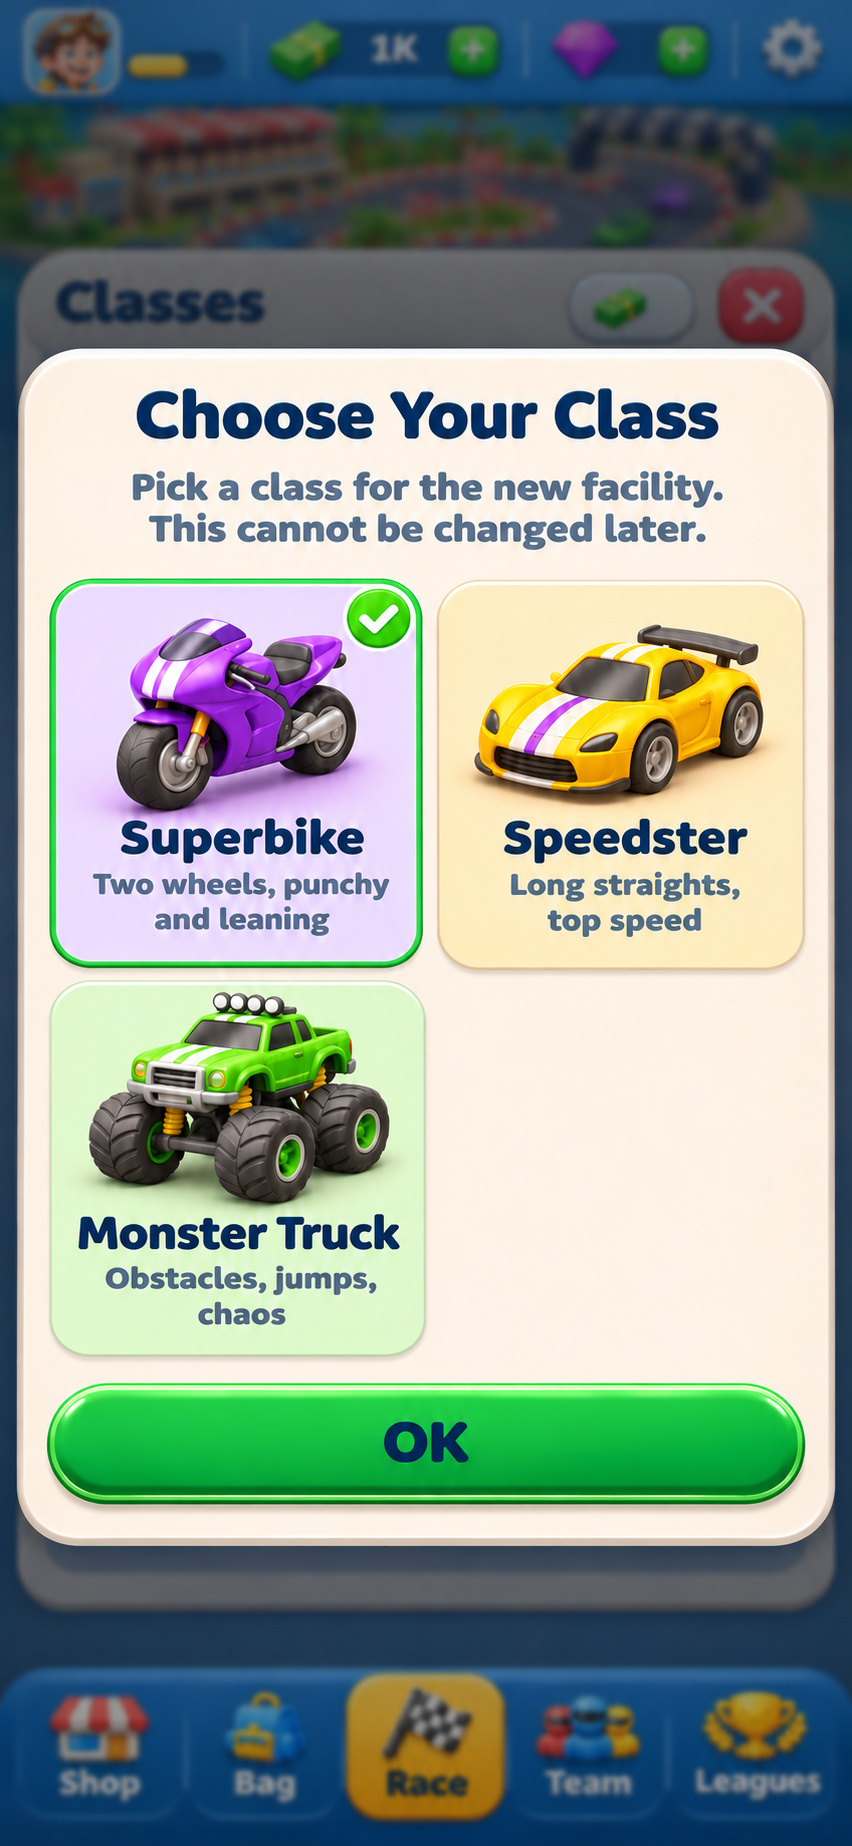 1K
Classes
Choose Your Class
Pick a class for the new facility.
This cannot be changed later.
Superbike
Two wheels, punchy
and leaning
Speedster
Long straights,
top speed
Monster Truck
Obstacles, jumps,
chaos
OK
Shop
Bag
Race
Team
Leagues